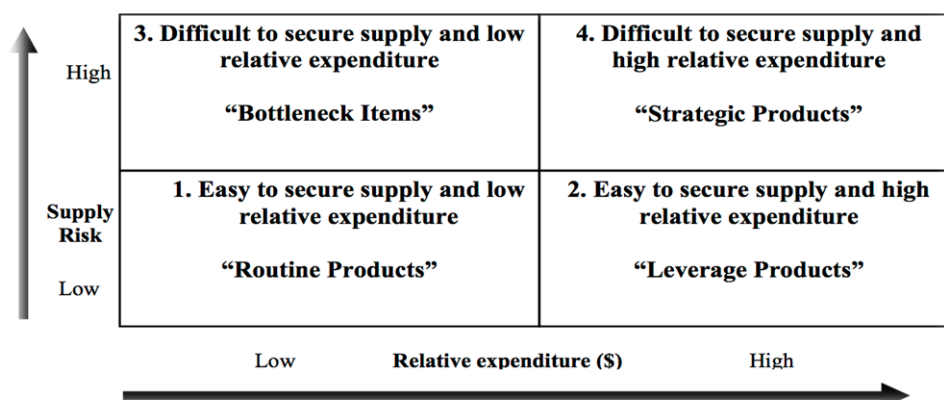 3. Difficult to secure supply and low
relative expenditure
“Bottleneck Items”
4. Difficult to secure supply and
high relative expenditure
“Strategic Products”
High
1. Easy to secure supply and low
relative expenditure
“Routine Products”
2. Easy to secure supply and high
relative expenditure
“Leverage Products”
Supply
Risk
Low
Low
Relative expenditure ($)
High